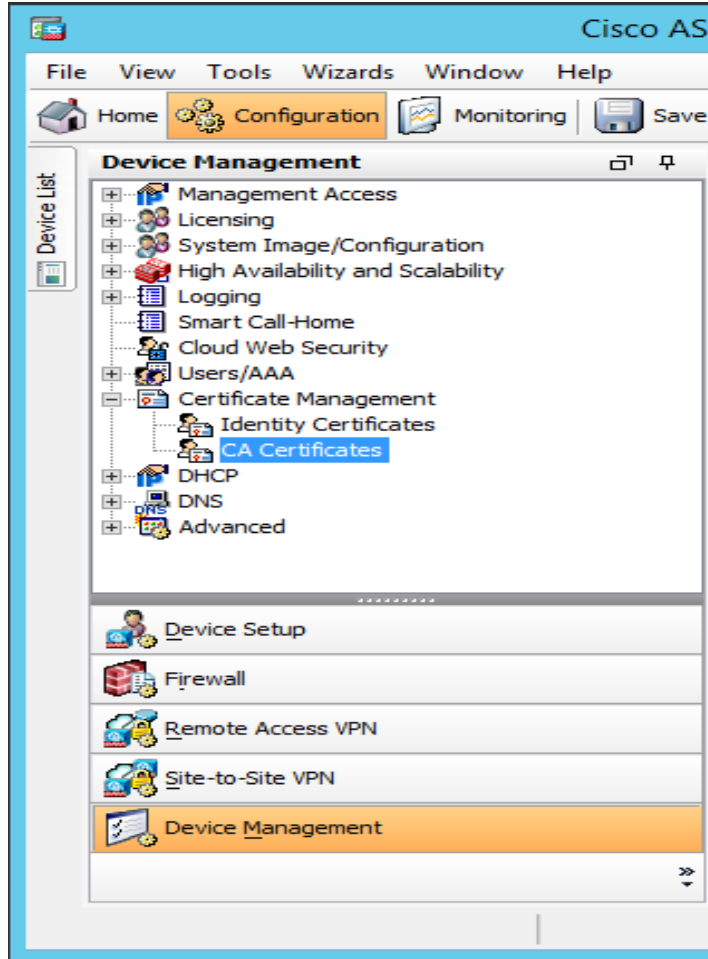 Cisco AS
File View Tools Wizards Window Help
Home Configuration Monitoring Save
Device List
Device Management
Management Access
Licensing
System Image/Configuration
High Availability and Scalability
Logging
Smart Call-Home
Cloud Web Security
Users/AAA
Certificate Management
Identity Certificates
CA Certificates
DHCP
DNS
DNS
Advanced
Device Setup
Firewall
Remote Access VPN
Site-to-Site VPN
Device Management